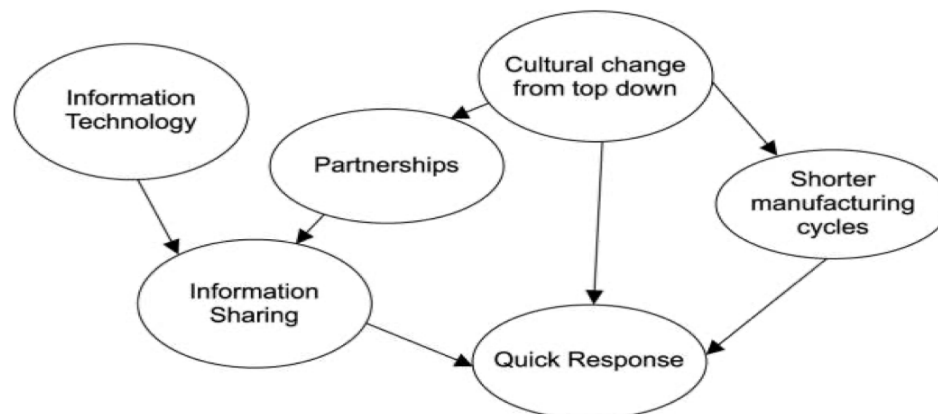 Cultural change
from top down
Information
Technology
Partnerships
Shorter
manufacturing
cycles
Information
Sharing
Quick Response